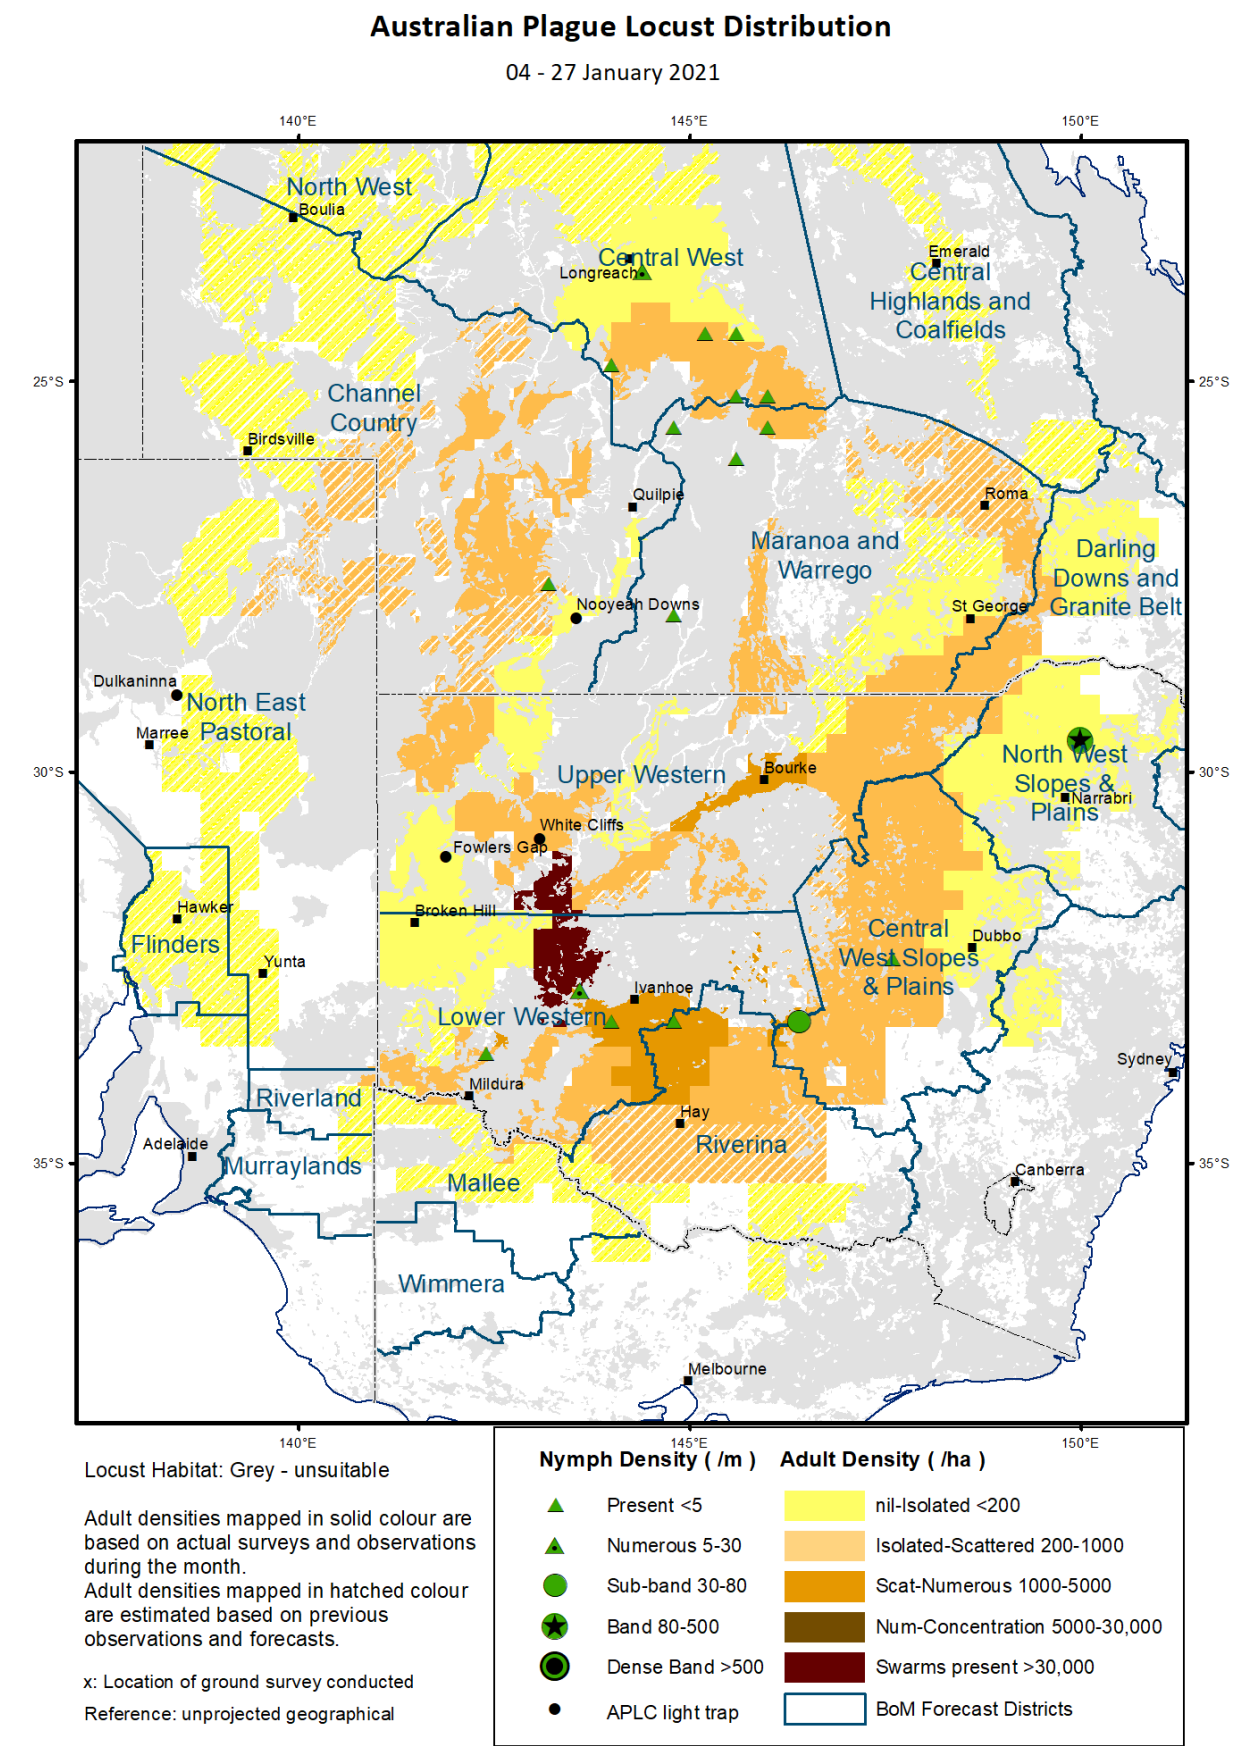 Australian Plague Locust Distribution
04 - 27 January 2021
140°E
145°E
150°E
North West
Boulia
Central West
Longreach
Emerald
Central
Highlands and
Coalfields
25°S
25°S
Channel
Country
Birdsville
Quilpie
Roma
Maranoa and
Warrego
Darling
Downs and
Granite Belt
Nooyeah Downs
St George
Dulkaninna
North East
Pastoral
Marree
30°S
30°S
Upper Western
Bourke
North West
Slopes &
Plains
Narrabri
White Cliffs
Fowlers Gap
Hawker
Broken Hill
Flinders
Yunta
Central
West Slopes
& Plains
Dubbo
Ivanhoe
Lower Western
Sydney
Mildura
Riverland
Hay
Riverina
Adelaide
Murraylands
35°S
35°S
Mallee
Canberra
Wimmera
Melbourne
140°E
145°E
150°E
Locust Habitat: Grey - unsuitable
Adult densities mapped in solid colour are
based on actual surveys and observations
during the month.
Adult densities mapped in hatched colour
are estimated based on previous
observations and forecasts.
x: Location of ground survey conducted
Reference: unprojected geographical
Nymph Density ( /m )
Present <5
Numerous 5-30
Sub-band 30-80
Band 80-500
Dense Band >500
APLC light trap
Adult Density ( /ha )
nil-Isolated <200
Isolated-Scattered 200-1000
Scat-Numerous 1000-5000
Num-Concentration 5000-30,000
Swarms present >30,000
BoM Forecast Districts